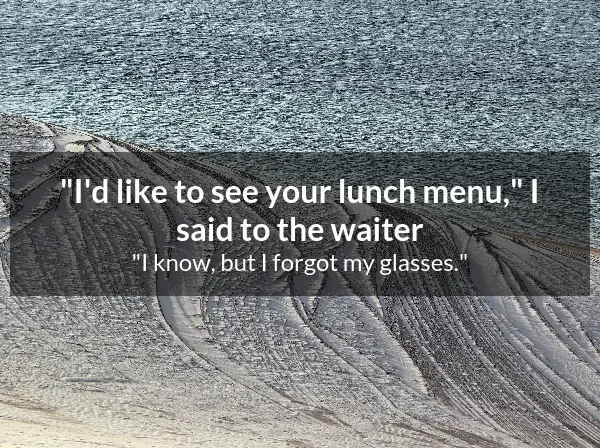 "I'd like to see your lunch menu," I
said to the waiter
"I know, but I forgot my glasses."